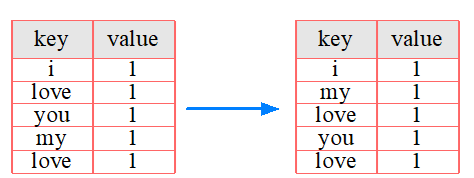 key value key value
i 1 i 1
love 1 my 1
you 1 love 1
my 1 you 1
love 1 love 1